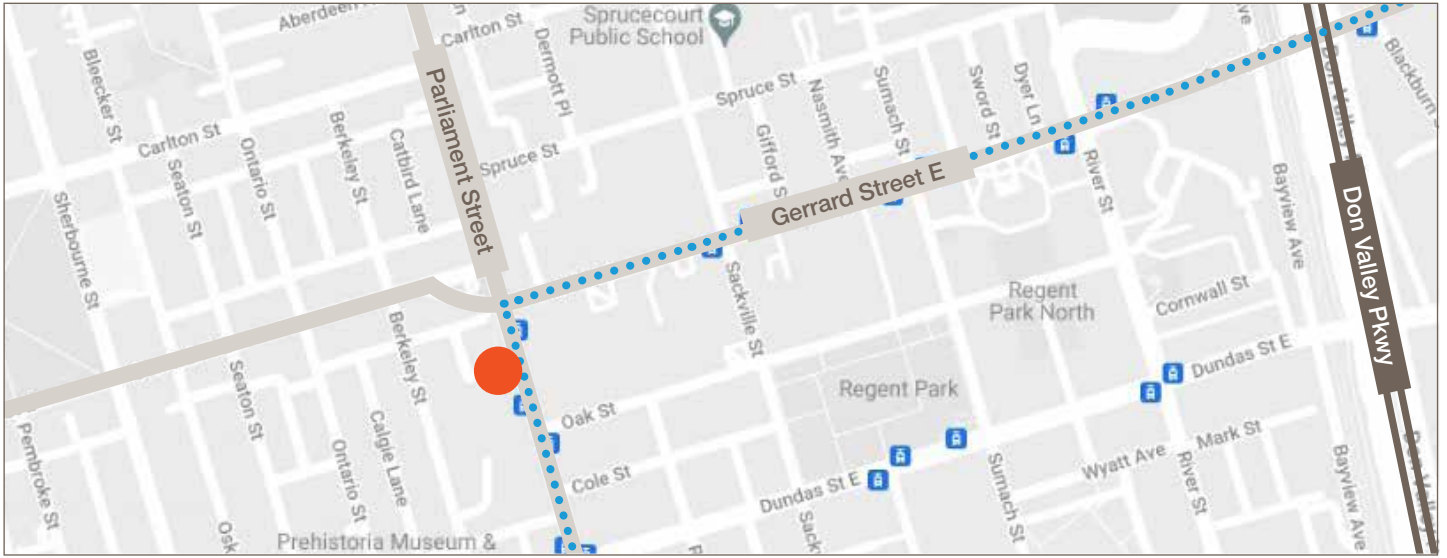 Aberdeen
Carlton St
Sprucecourt
Public School
Bleecker St
Parliament Street
Dermott Pl
Spruce St
Nasmith Ave
Sumach St
Sword St
Dyer Ln
Blackburn
Carlton St
Seaton St
Ontario St
Berkeley St
Catbird Lane
Spruce St
Gifford S
Gerrard Street E
River St
Bayview Ave
Don Valley Pkwy
Sherbourne St
Sackville St
Regent
Park North
Cornwall St
Berkeley St
Seaton St
Regent Park
Dundas St E
Oak St
Calgie Lane
Ontario St
Pembroke St
Cole St
Dundas St E
Sumach St
Wyatt Ave
Mark St
River St
Bayview Ave
Osk
Prehistoria Museum &
Sack